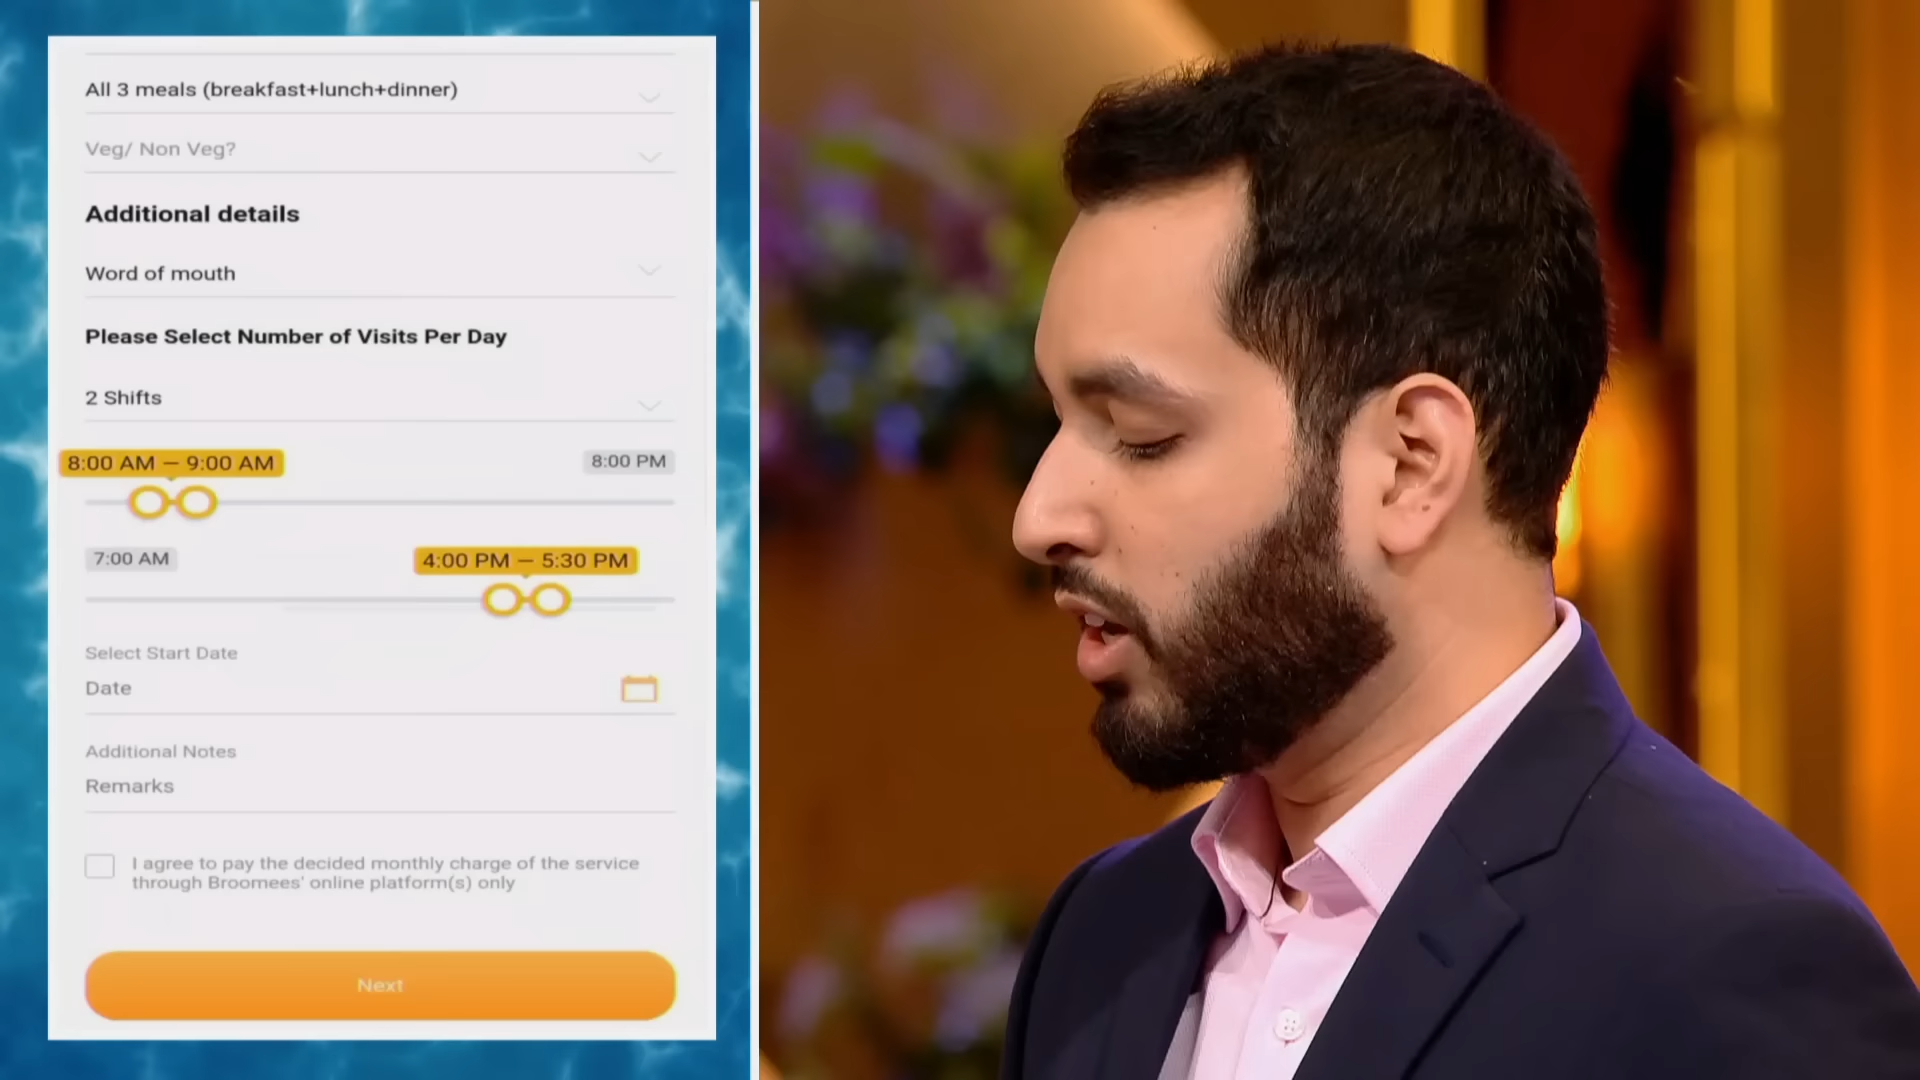 All 3 meals (breakfast+lunch+dinner)
Veg/ Non Veg?
Additional details
Word of mouth
Please Select Number of Visits Per Day
2 Shifts
8:00 AM — 9:00 AM
8:00 PM
7:00 AM
4:00 PM — 5:30 PM
Select Start Date
Date
Additional Notes
Remarks
I agree to pay the decided monthly charge of the service
through Broomees' online platform(s) only
Next